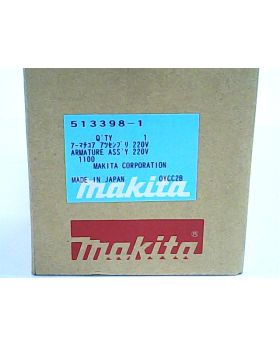 513398-1
Q'TY 1
アーマチュア アッセンブリ 220V
ARMATURE ASS'Y 220V
1100
MAKITA CORPORATION
MADE IN JAPAN OYCC2B
makita
makita®